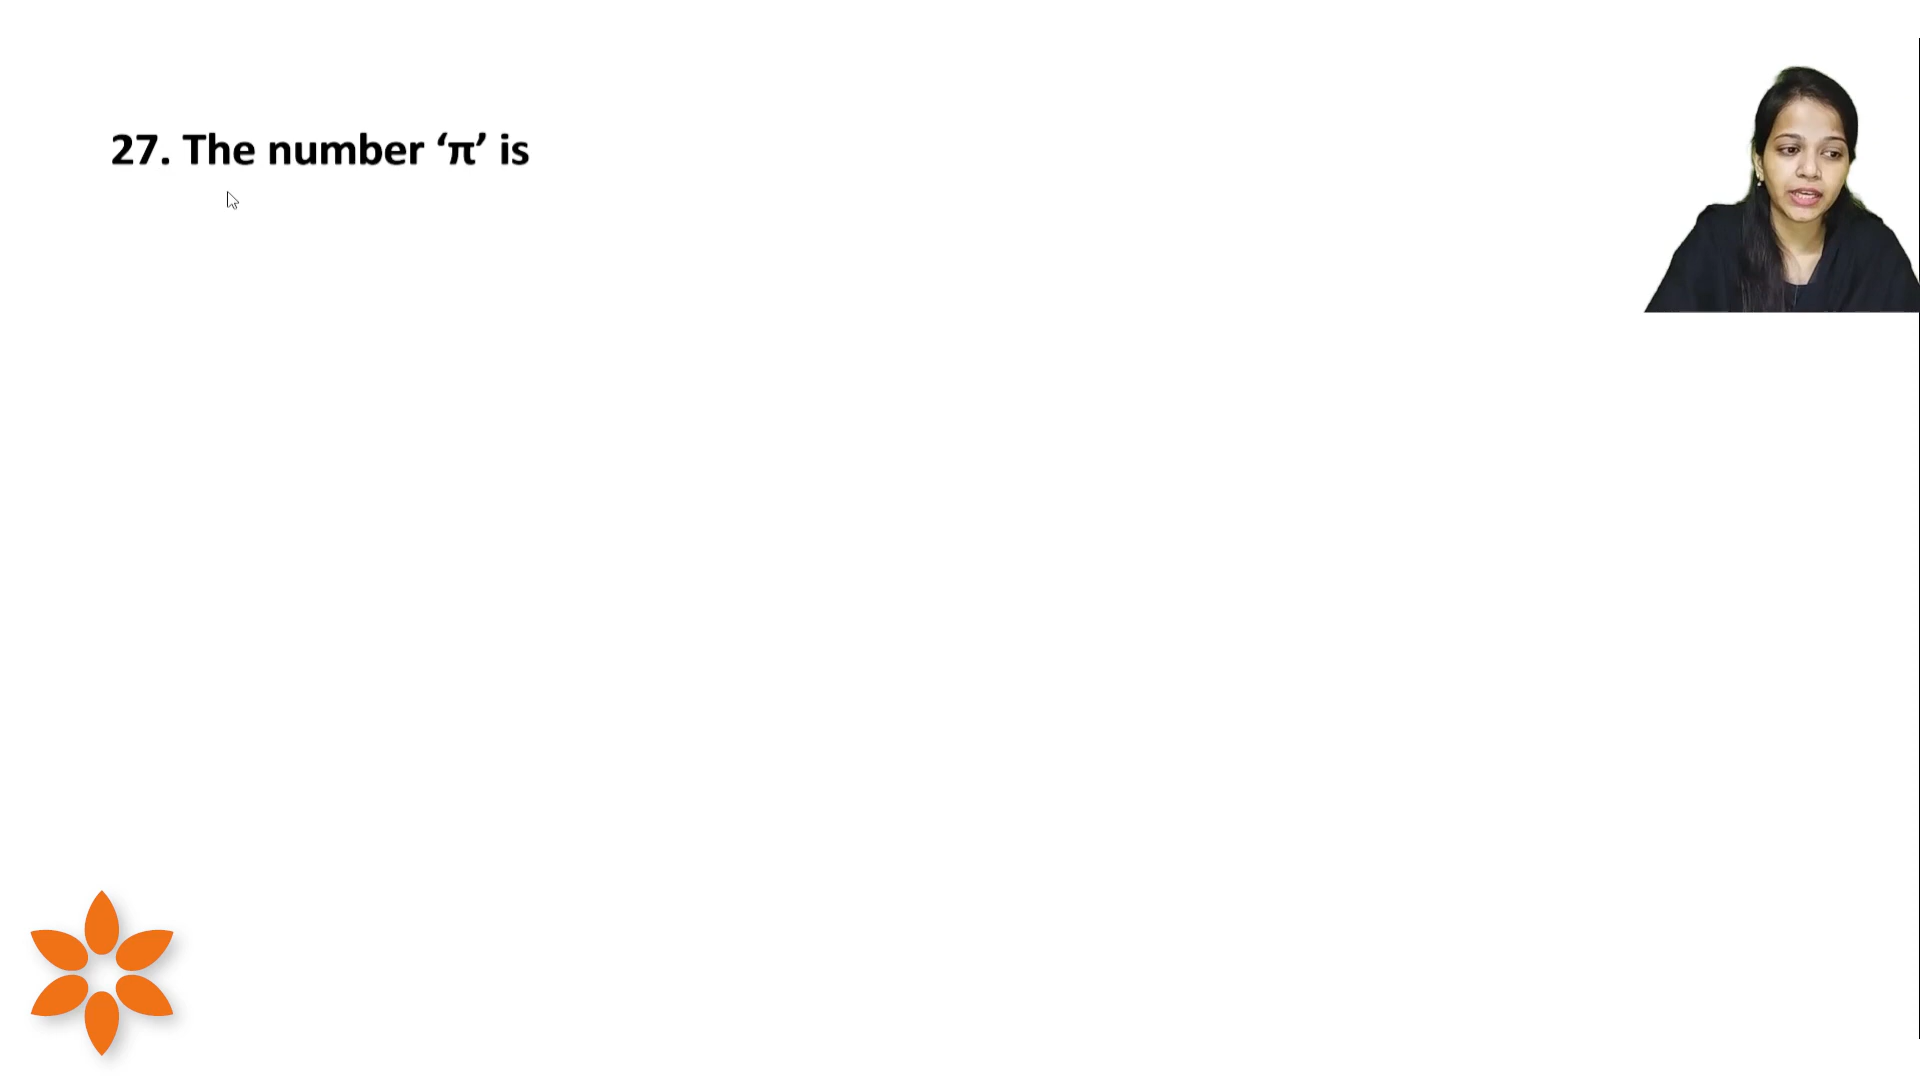 27. The number ‘π’ is